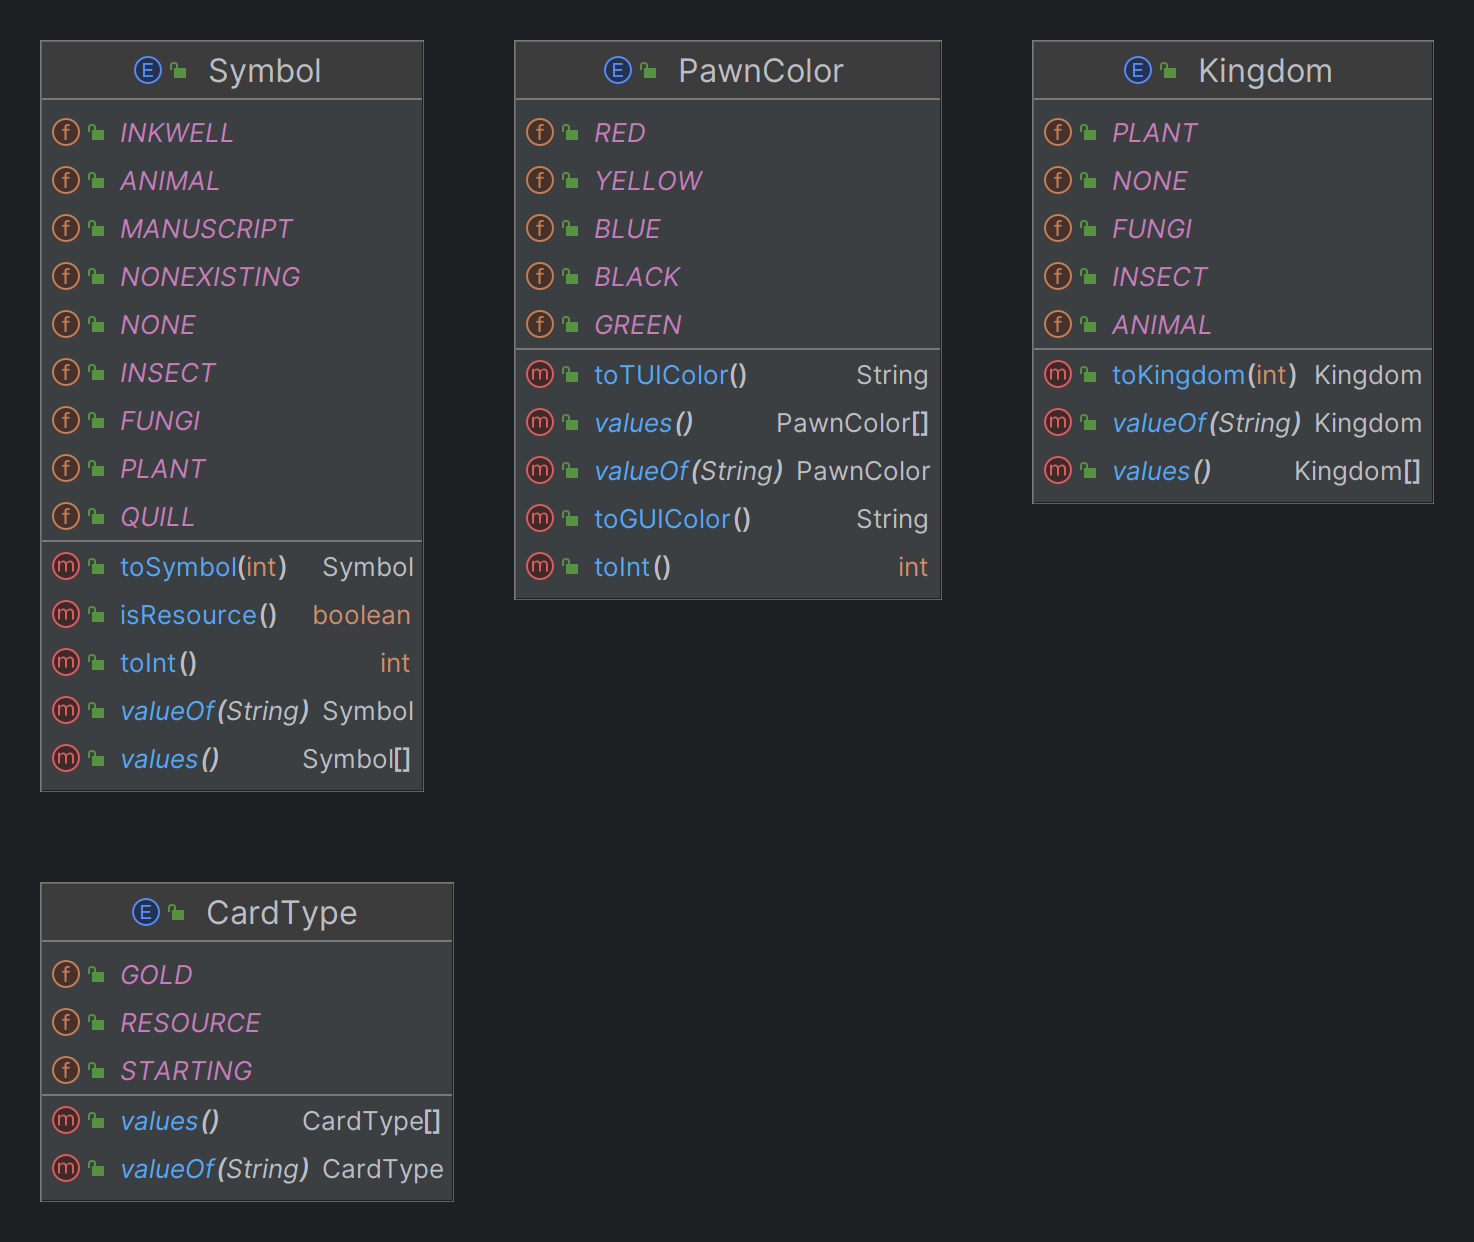 Symbol
INKWELL
ANIMAL
MANUSCRIPT
NONEXISTING
NONE
INSECT
FUNGI
PLANT
QUILL
toSymbol(int) Symbol
isResource() boolean
toInt() int
valueOf(String) Symbol
values() Symbol[]
PawnColor
RED
YELLOW
BLUE
BLACK
GREEN
toTUIColor() String
values() PawnColor[]
valueOf(String) PawnColor
toGUIColor() String
toInt() int
Kingdom
PLANT
NONE
FUNGI
INSECT
ANIMAL
toKingdom(int) Kingdom
valueOf(String) Kingdom
values() Kingdom[]
CardType
GOLD
RESOURCE
STARTING
values() CardType[]
valueOf(String) CardType